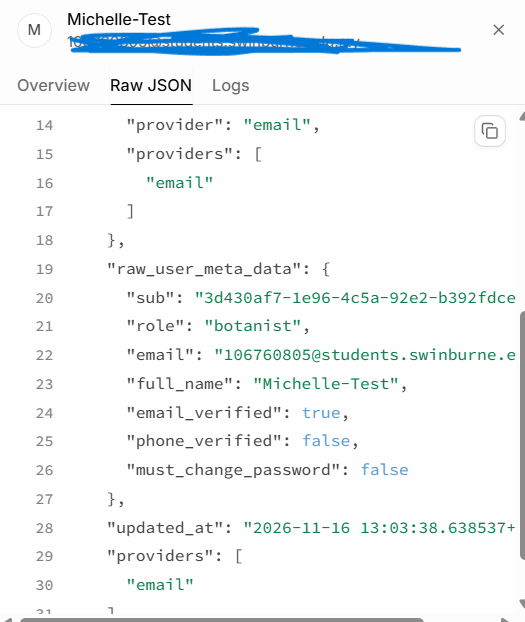 M
Michelle-Test
Overview Raw JSON Logs
14 "provider": "email",
15 "providers": [
16 "email"
17 ]
18 },
19 "raw_user_meta_data": {
20 "sub": "3d430af7-1e96-4c5a-92e2-b392fdce
21 "role": "botanist",
22 "email": "106760805@students.swinburne.e
23 "full_name": "Michelle-Test",
24 "email_verified": true,
25 "phone_verified": false,
26 "must_change_password": false
27 },
28 "updated_at": "2026-11-16 13:03:38.638537+
29 "providers": [
30 "email"
31 ]